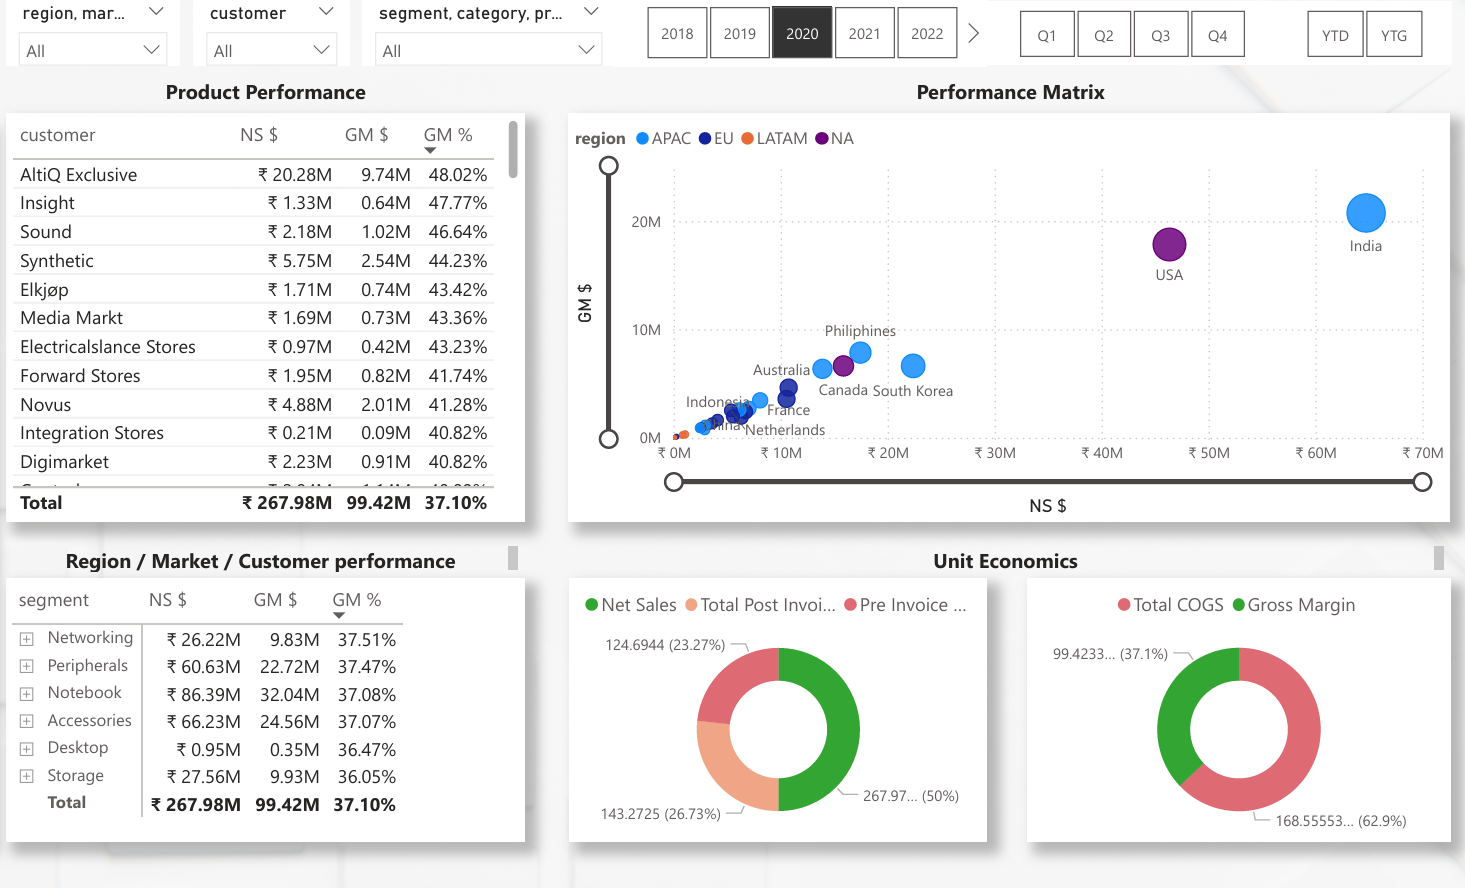 region, mar... customer segment, category, pr...
All All All
2018 2019 2020 2021 2022 Q1 Q2 Q3 Q4 YTD YTG
Product Performance
customer NS $ GM $ GM %
AltiQ Exclusive ₹ 20.28M 9.74M 48.02%
Insight ₹ 1.33M 0.64M 47.77%
Sound ₹ 2.18M 1.02M 46.64%
Synthetic ₹ 5.75M 2.54M 44.23%
Elkjøp ₹ 1.71M 0.74M 43.42%
Media Markt ₹ 1.69M 0.73M 43.36%
Electricalslance Stores ₹ 0.97M 0.42M 43.23%
Forward Stores ₹ 1.95M 0.82M 41.74%
Novus ₹ 4.88M 2.01M 41.28%
Integration Stores ₹ 0.21M 0.09M 40.82%
Digimarket ₹ 2.23M 0.91M 40.82%
Total ₹ 267.98M 99.42M 37.10%
Performance Matrix
region APAC EU LATAM NA
GM $
20M
10M
0M
India
USA
Philiphines
Australia
Canada South Korea
Indonesia
France
Netherlands
₹ 0M ₹ 10M ₹ 20M ₹ 30M ₹ 40M ₹ 50M ₹ 60M ₹ 70M
NS $
Region / Market / Customer performance
segment NS $ GM $ GM %
Networking ₹ 26.22M 9.83M 37.51%
Peripherals ₹ 60.63M 22.72M 37.47%
Notebook ₹ 86.39M 32.04M 37.08%
Accessories ₹ 66.23M 24.56M 37.07%
Desktop ₹ 0.95M 0.35M 36.47%
Storage ₹ 27.56M 9.93M 36.05%
Total ₹ 267.98M 99.42M 37.10%
Unit Economics
Net Sales Total Post Invoi... Pre Invoice ...
124.6944 (23.27%)
267.97... (50%)
143.2725 (26.73%)
Total COGS Gross Margin
99.4233... (37.1%)
168.55553... (62.9%)